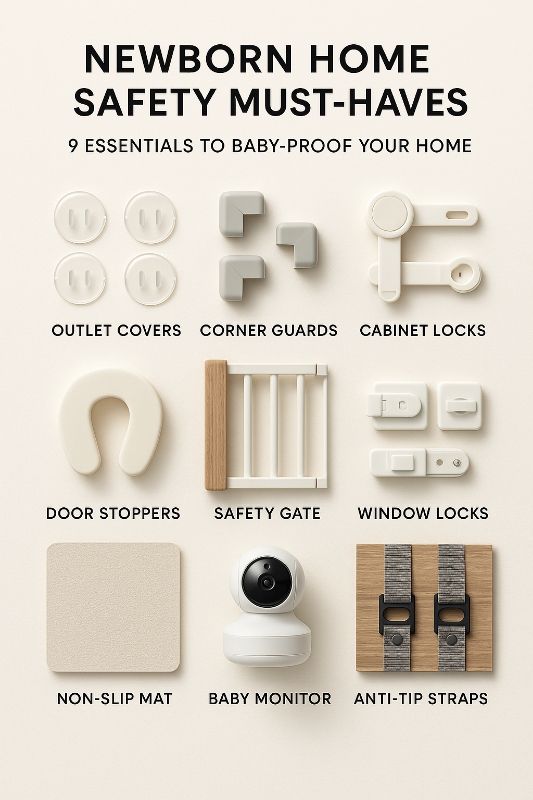 NEWBORN HOME
SAFETY MUST-HAVES
9 ESSENTIALS TO BABY-PROOF YOUR HOME
OUTLET COVERS
CORNER GUARDS
CABINET LOCKS
DOOR STOPPERS
SAFETY GATE
WINDOW LOCKS
NON-SLIP MAT
BABY MONITOR
ANTI-TIP STRAPS